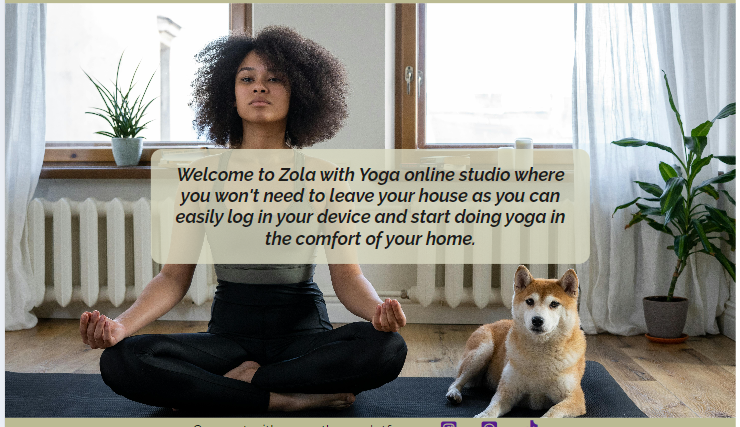 Welcome to Zola with Yoga online studio where
you won't need to leave your house as you can
easily log in your device and start doing yoga in
the comfort of your home.